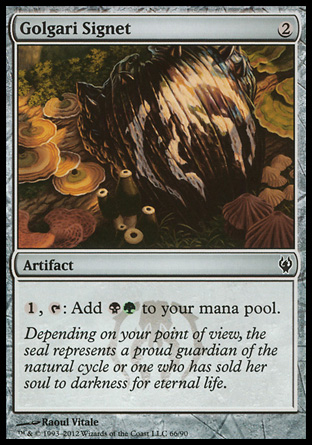 Golgari Signet 2
Artifact
1, : Add to your mana pool.
Depending on your point of view, the
seal represents a proud guardian of the
natural cycle or one who has sold her
soul to darkness for eternal life.
Raoul Vitale
™ & © 1993–2012 Wizards of the Coast LLC 66/90